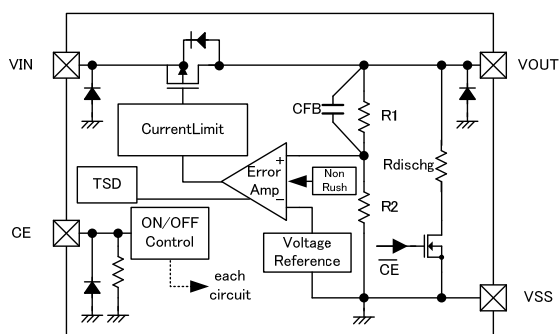 VIN
VOUT
CFB
R1
CurrentLimit
Rdischg
+
Error
Amp
−
Non
Rush
TSD
R2
CE
ON/OFF
Control
Voltage
Reference
CE
each
circuit
VSS